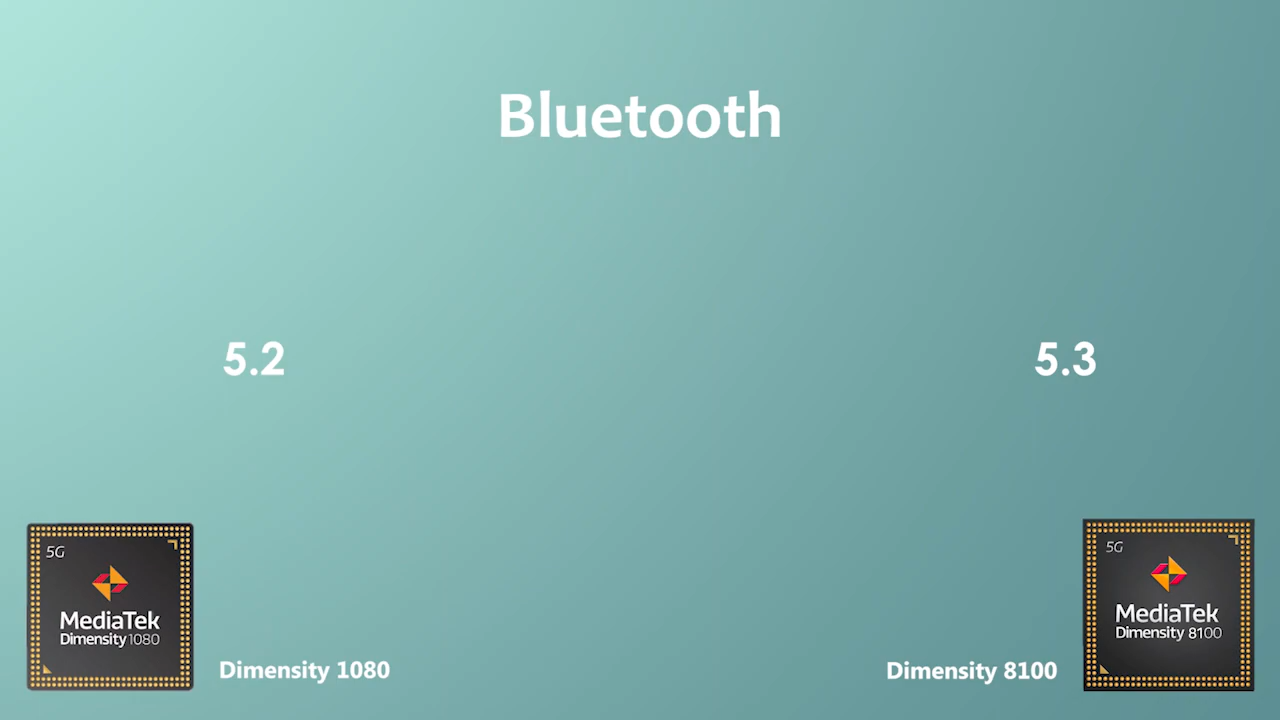 Bluetooth
5.2
5.3
5G
MediaTek
Dimensity 1080
Dimensity 1080
Dimensity 8100
5G
MediaTek
Dimensity 8100